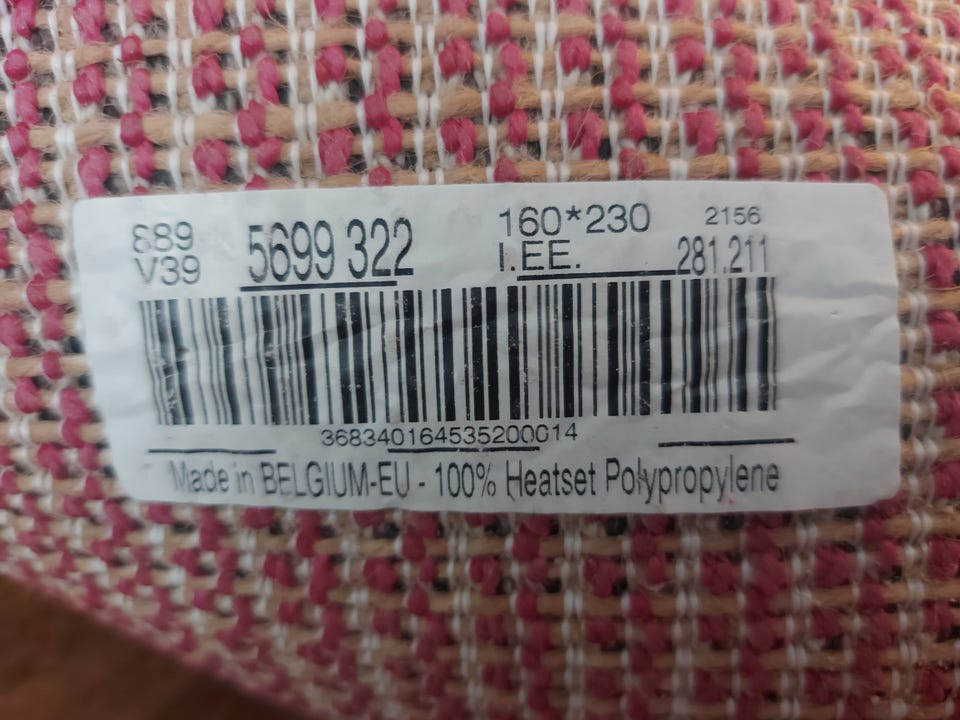 889 5699 322 160*230 2156
V39 I.EE. 281.211
368340164535200014
Made in BELGIUM-EU - 100% Heatset Polypropylene